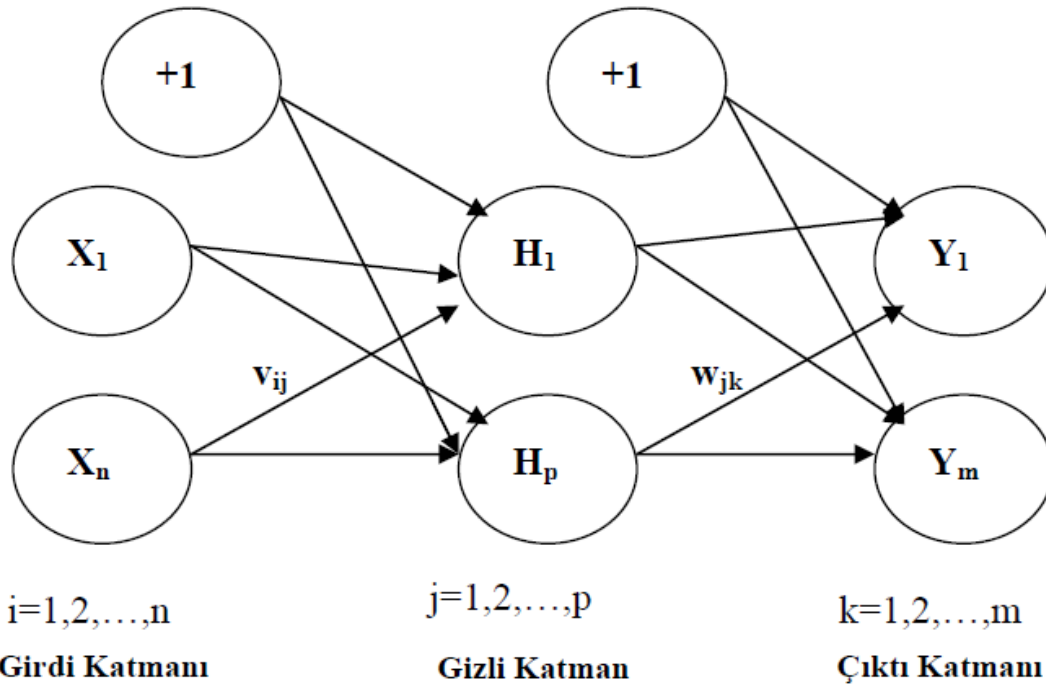 +1 +1
X₁ H₁ Y₁
vᵢⱼ wⱼₖ
Xₙ Hₚ Yₘ
i=1,2,…,n j=1,2,…,p k=1,2,…,m
Girdi Katmanı Gizli Katman Çıktı Katmanı